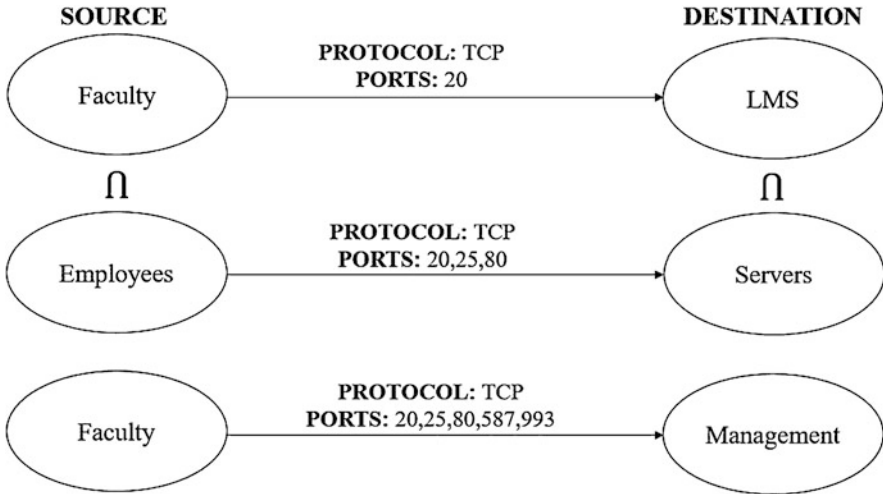 SOURCE
DESTINATION
PROTOCOL: TCP
PORTS: 20
Faculty
LMS
∩
∩
PROTOCOL: TCP
PORTS: 20,25,80
Employees
Servers
PROTOCOL: TCP
PORTS: 20,25,80,587,993
Faculty
Management